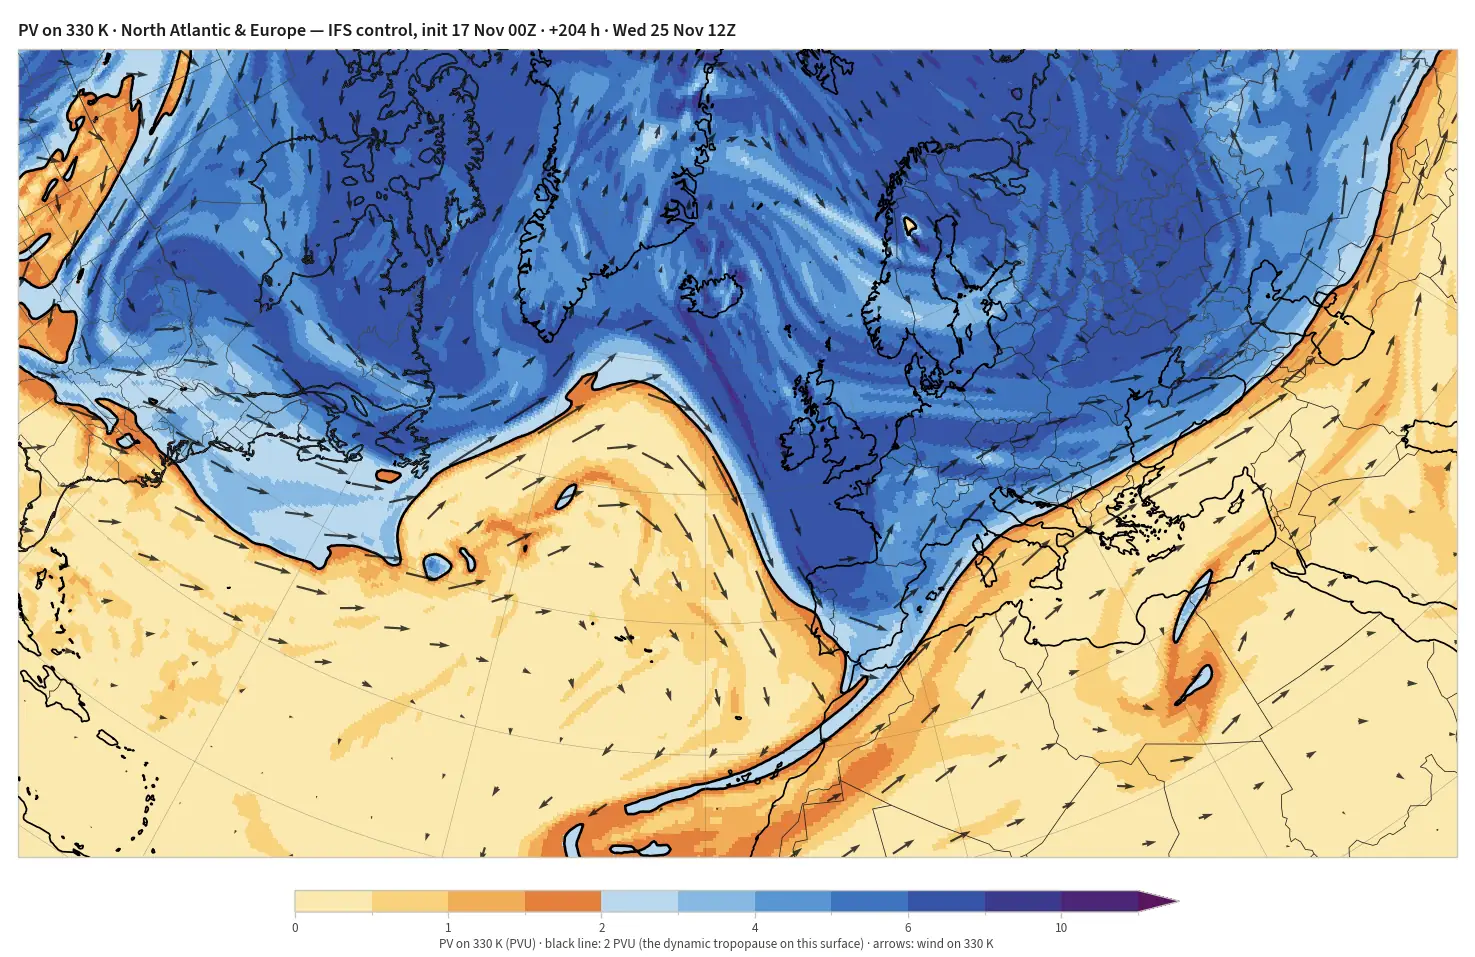 PV on 330 K · North Atlantic & Europe — IFS control, init 17 Nov 00Z · +204 h · Wed 25 Nov 12Z
0 1 2 4 6 10
PV on 330 K (PVU) · black line: 2 PVU (the dynamic tropopause on this surface) · arrows: wind on 330 K